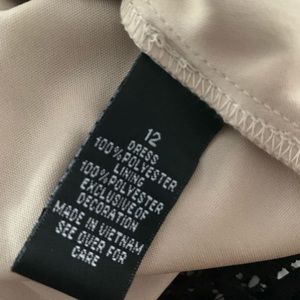 12
DRESS
100%POLYESTER
LINING
100%POLYESTER
EXCLUSIVE OF
DECORATION
MADE IN VIETNAM
SEE OVER FOR
CARE